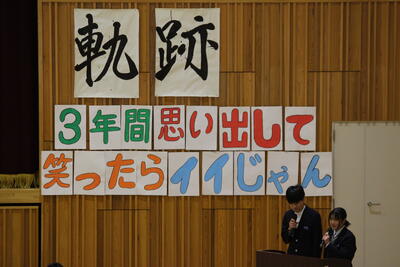 軌跡
3年間思い出して
笑ったらイイじゃん